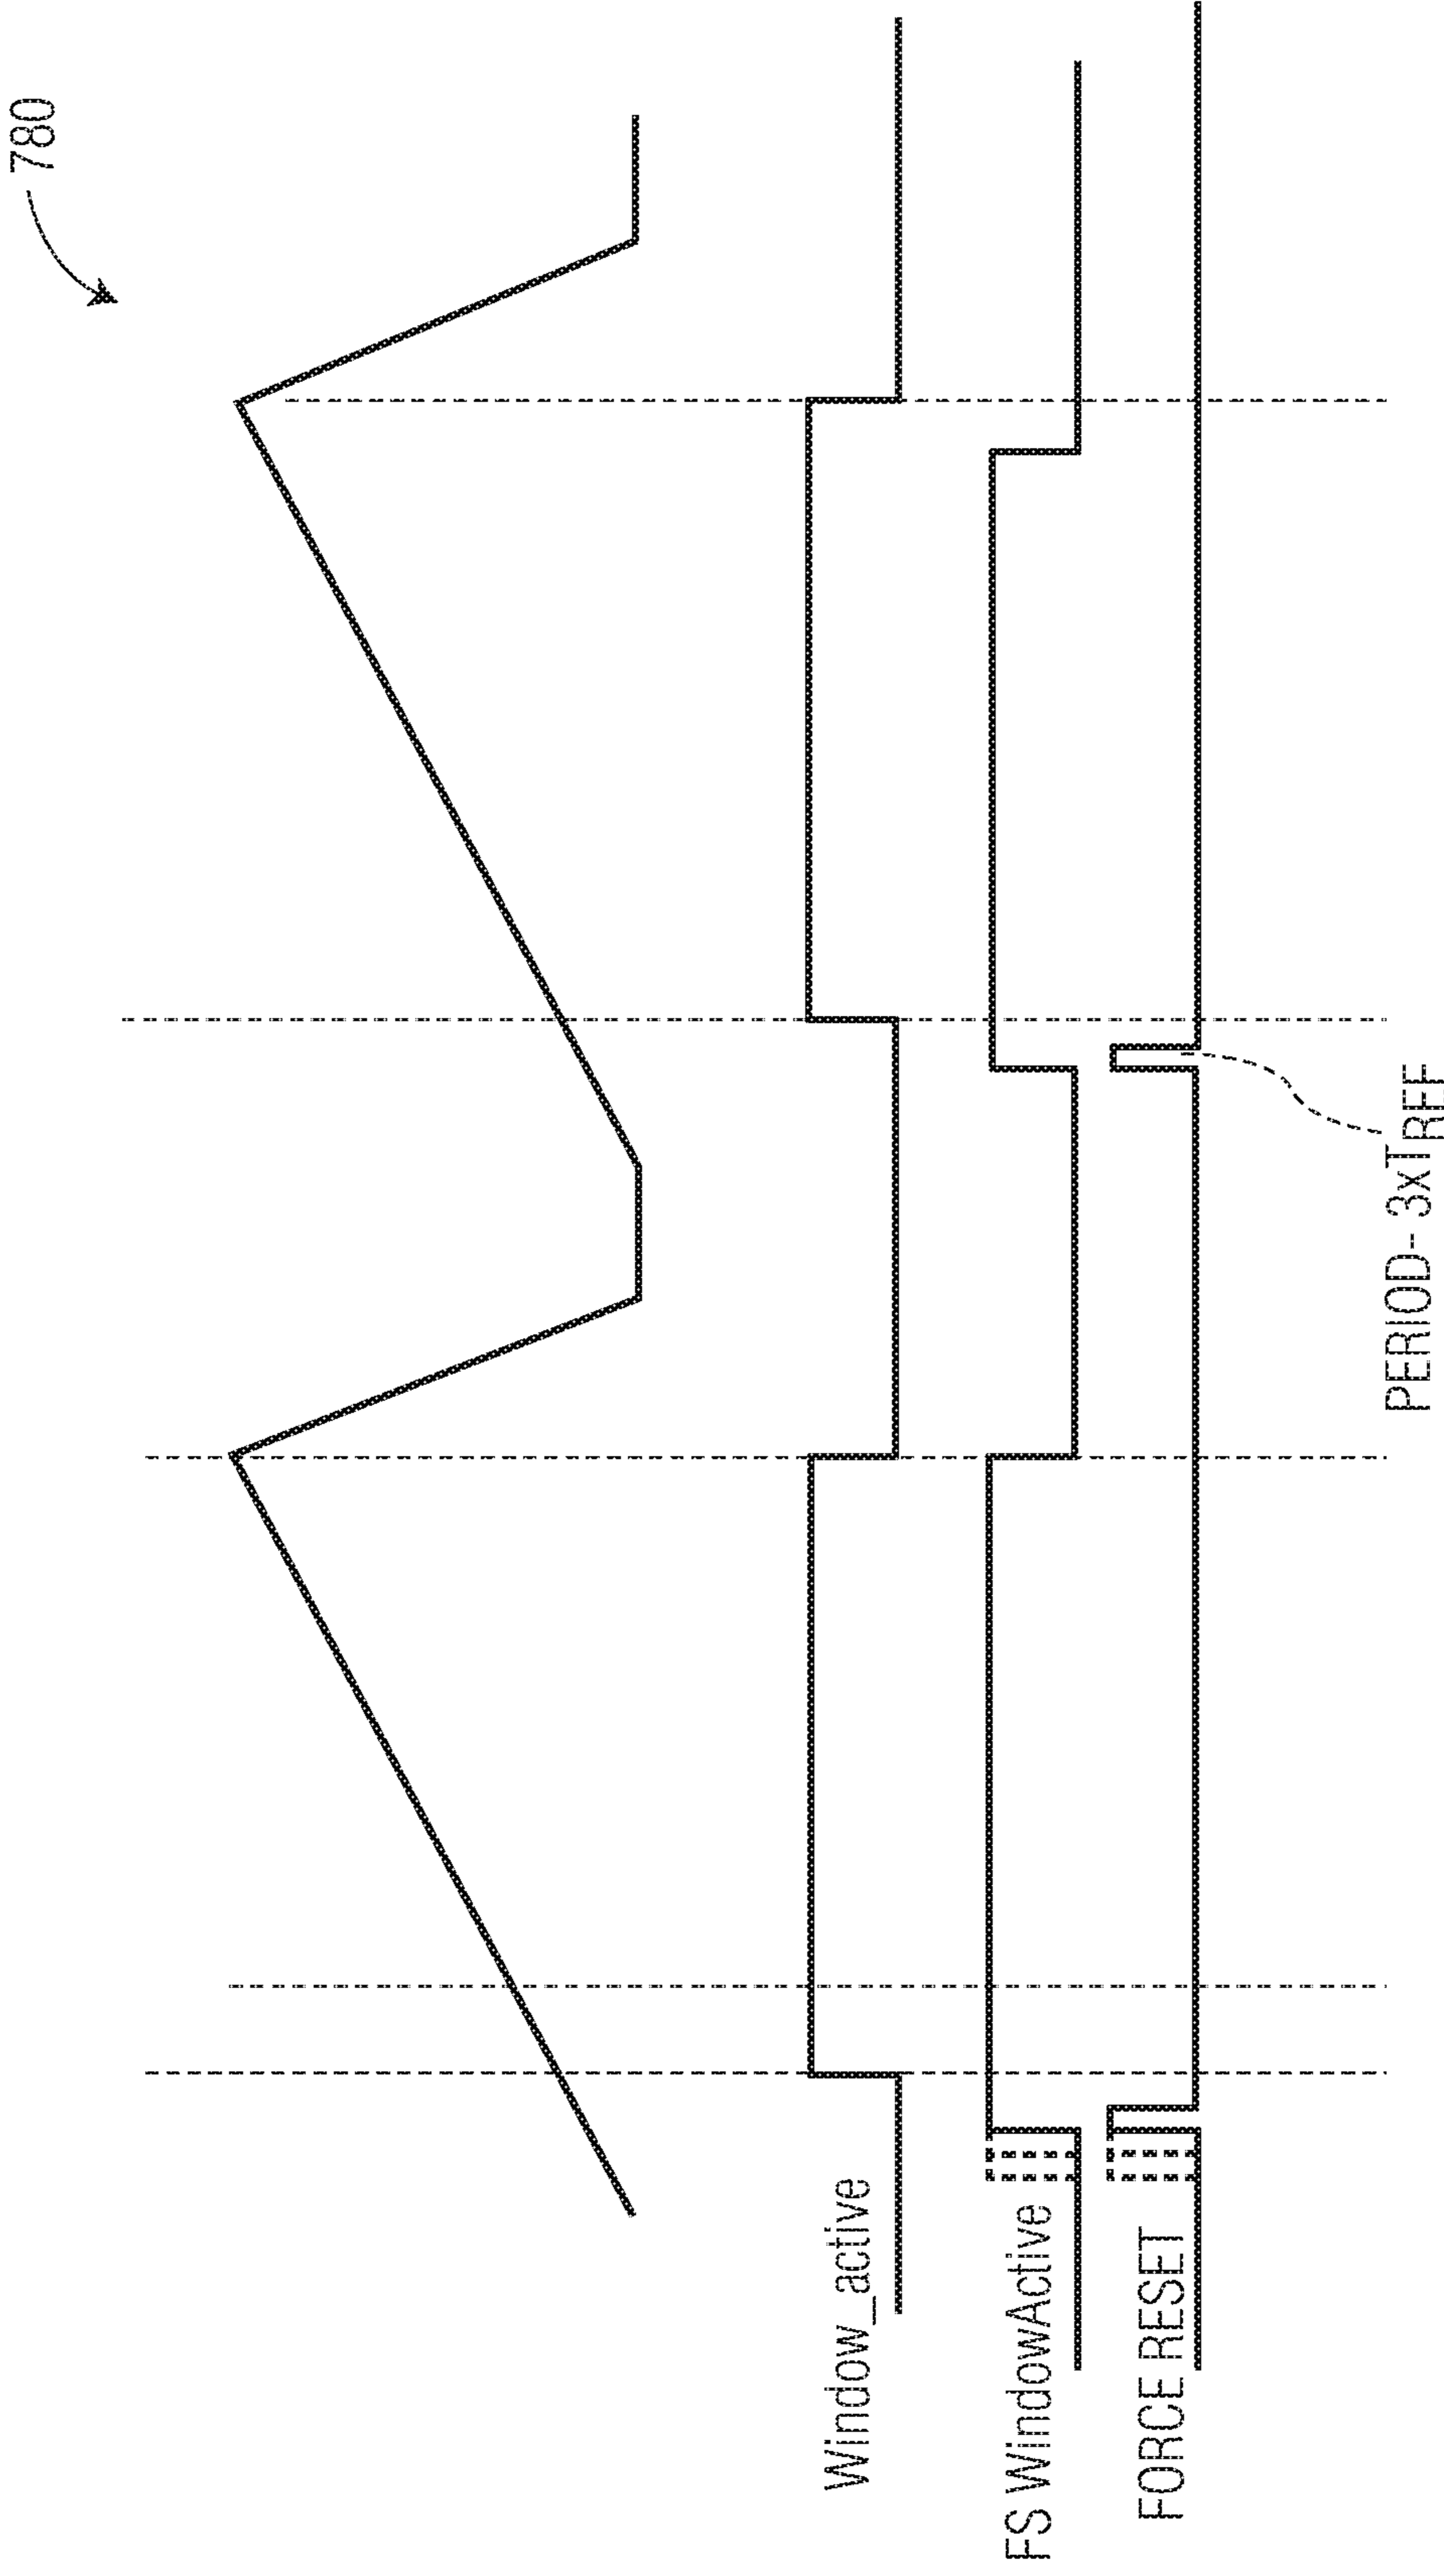 780
Window_active
FS WindowActive
FORCE RESET
PERIOD- 3xTREF